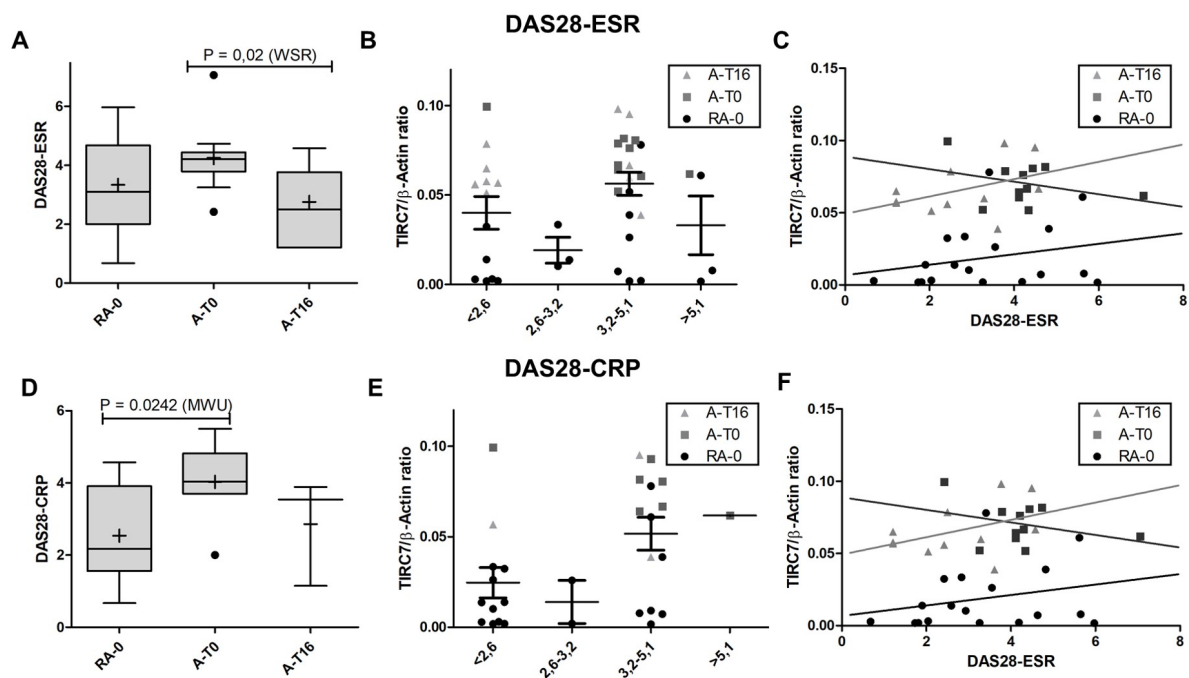 DAS28-ESR
A
P = 0,02 (WSR)
DAS28-ESR
6
4
2
0
RA-0
A-T0
A-T16
B
TIRC7/β-Actin ratio
0.10
0.05
0.00
A-T16
A-T0
RA-0
<2,6
2,6-3,2
3,2-5,1
>5,1
C
TIRC7/β-Actin ratio
0.15
0.10
0.05
0.00
A-T16
A-T0
RA-0
0
2
4
6
8
DAS28-ESR
DAS28-CRP
D
P = 0.0242 (MWU)
DAS28-CRP
6
4
2
0
RA-0
A-T0
A-T16
E
TIRC7/β-Actin ratio
0.10
0.05
0.00
A-T16
A-T0
RA-0
<2,6
2,6-3,2
3,2-5,1
>5,1
F
TIRC7/β-Actin ratio
0.15
0.10
0.05
0.00
A-T16
A-T0
RA-0
0
2
4
6
8
DAS28-ESR